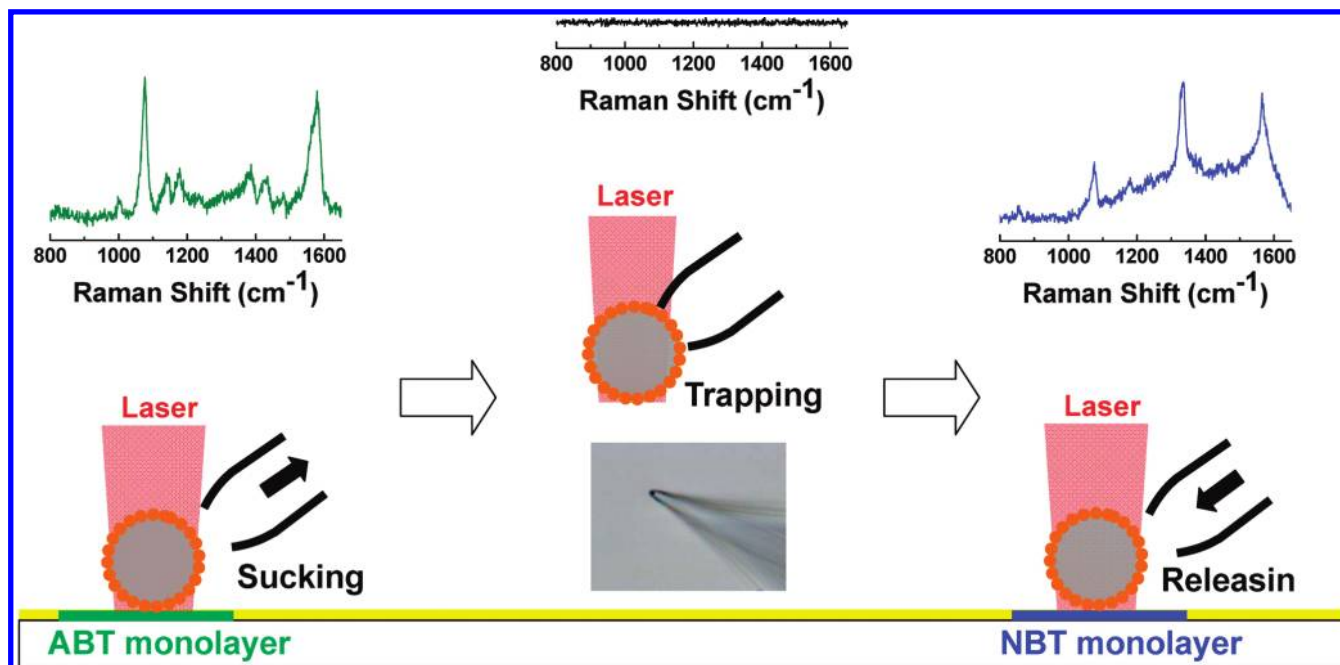 800 1000 1200 1400 1600
Raman Shift (cm-1)
800 1000 1200 1400 1600
Raman Shift (cm-1)
800 1000 1200 1400 1600
Raman Shift (cm-1)
Laser
Sucking
ABT monolayer
Laser
Trapping
Laser
Releasin
NBT monolayer